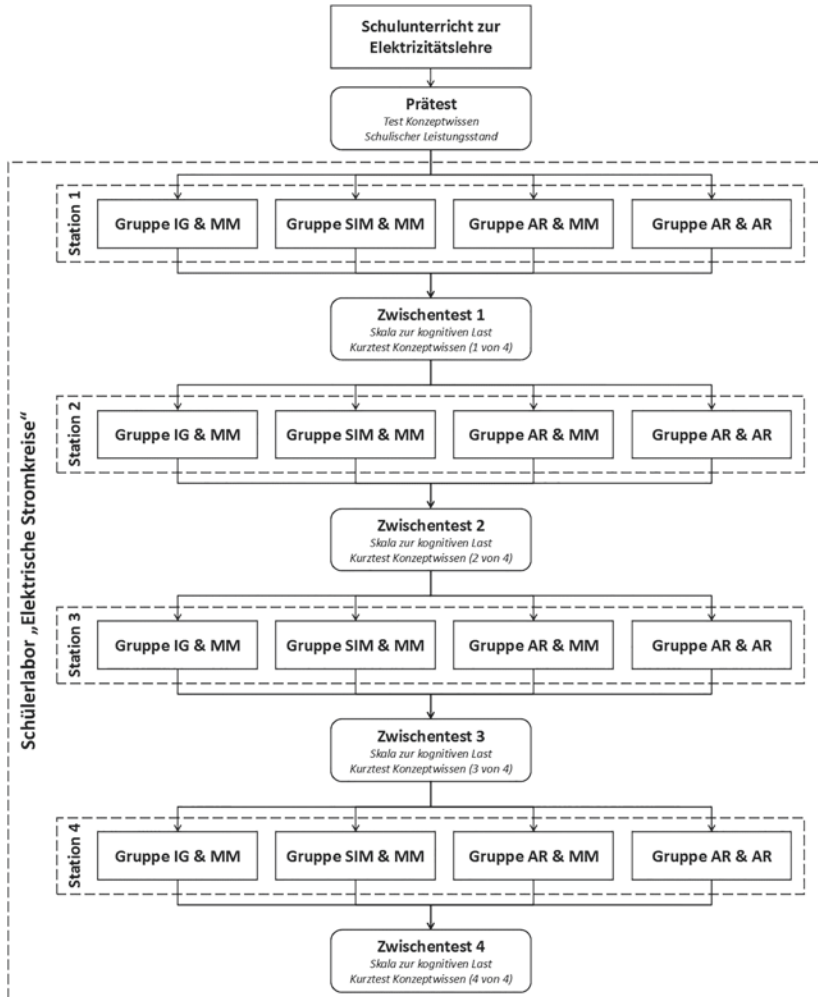 Schulunterricht zur
Elektrizitätslehre
Prätest
Test Konzeptwissen
Schulischer Leistungsstand
Schülerlabor „Elektrische Stromkreise“
Station 1
Gruppe IG & MM
Gruppe SIM & MM
Gruppe AR & MM
Gruppe AR & AR
Zwischentest 1
Skala zur kognitiven Last
Kurztest Konzeptwissen (1 von 4)
Station 2
Gruppe IG & MM
Gruppe SIM & MM
Gruppe AR & MM
Gruppe AR & AR
Zwischentest 2
Skala zur kognitiven Last
Kurztest Konzeptwissen (2 von 4)
Station 3
Gruppe IG & MM
Gruppe SIM & MM
Gruppe AR & MM
Gruppe AR & AR
Zwischentest 3
Skala zur kognitiven Last
Kurztest Konzeptwissen (3 von 4)
Station 4
Gruppe IG & MM
Gruppe SIM & MM
Gruppe AR & MM
Gruppe AR & AR
Zwischentest 4
Skala zur kognitiven Last
Kurztest Konzeptwissen (4 von 4)